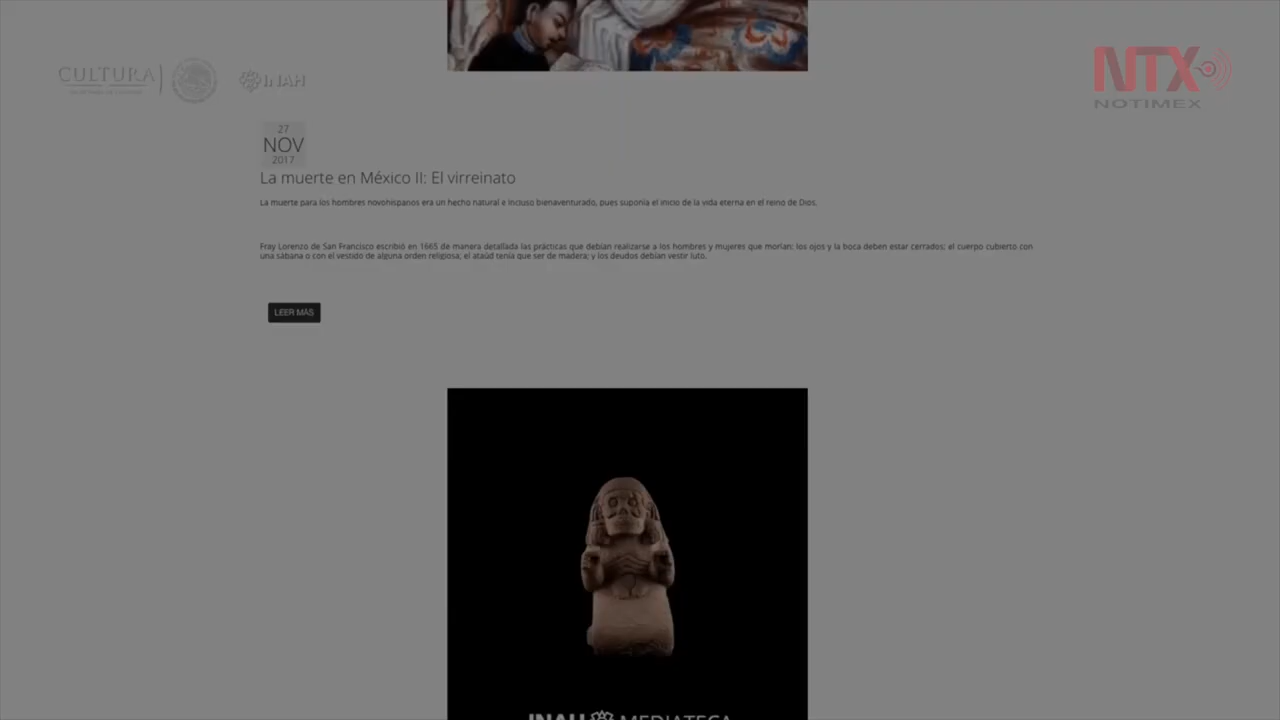 CULTURA
INAH
NTX
NOTIMEX
27
NOV
2017
La muerte en México II: El virreinato
La muerte para los hombres novohispanos era un hecho natural e incluso bienaventurado, pues suponía el inicio de la vida eterna en el reino de Dios.
Fray Lorenzo de San Francisco escribió en 1665 de manera detallada las prácticas que debían realizarse a los hombres y mujeres que morían: los ojos y la boca deben estar cerrados; el cuerpo cubierto con
una sábana o con el vestido de alguna orden religiosa; el ataúd tenía que ser de madera; y los deudos debían vestir luto.
LEER MÁS
INAH MEDIATECA